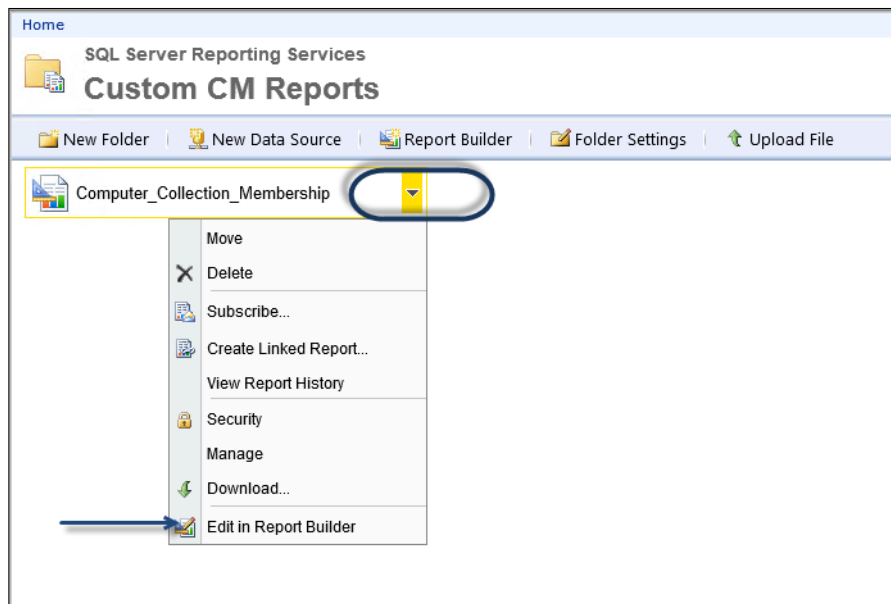 Home
SQL Server Reporting Services
Custom CM Reports
New Folder New Data Source Report Builder Folder Settings Upload File
Computer_Collection_Membership
Move
Delete
Subscribe...
Create Linked Report...
View Report History
Security
Manage
Download...
Edit in Report Builder